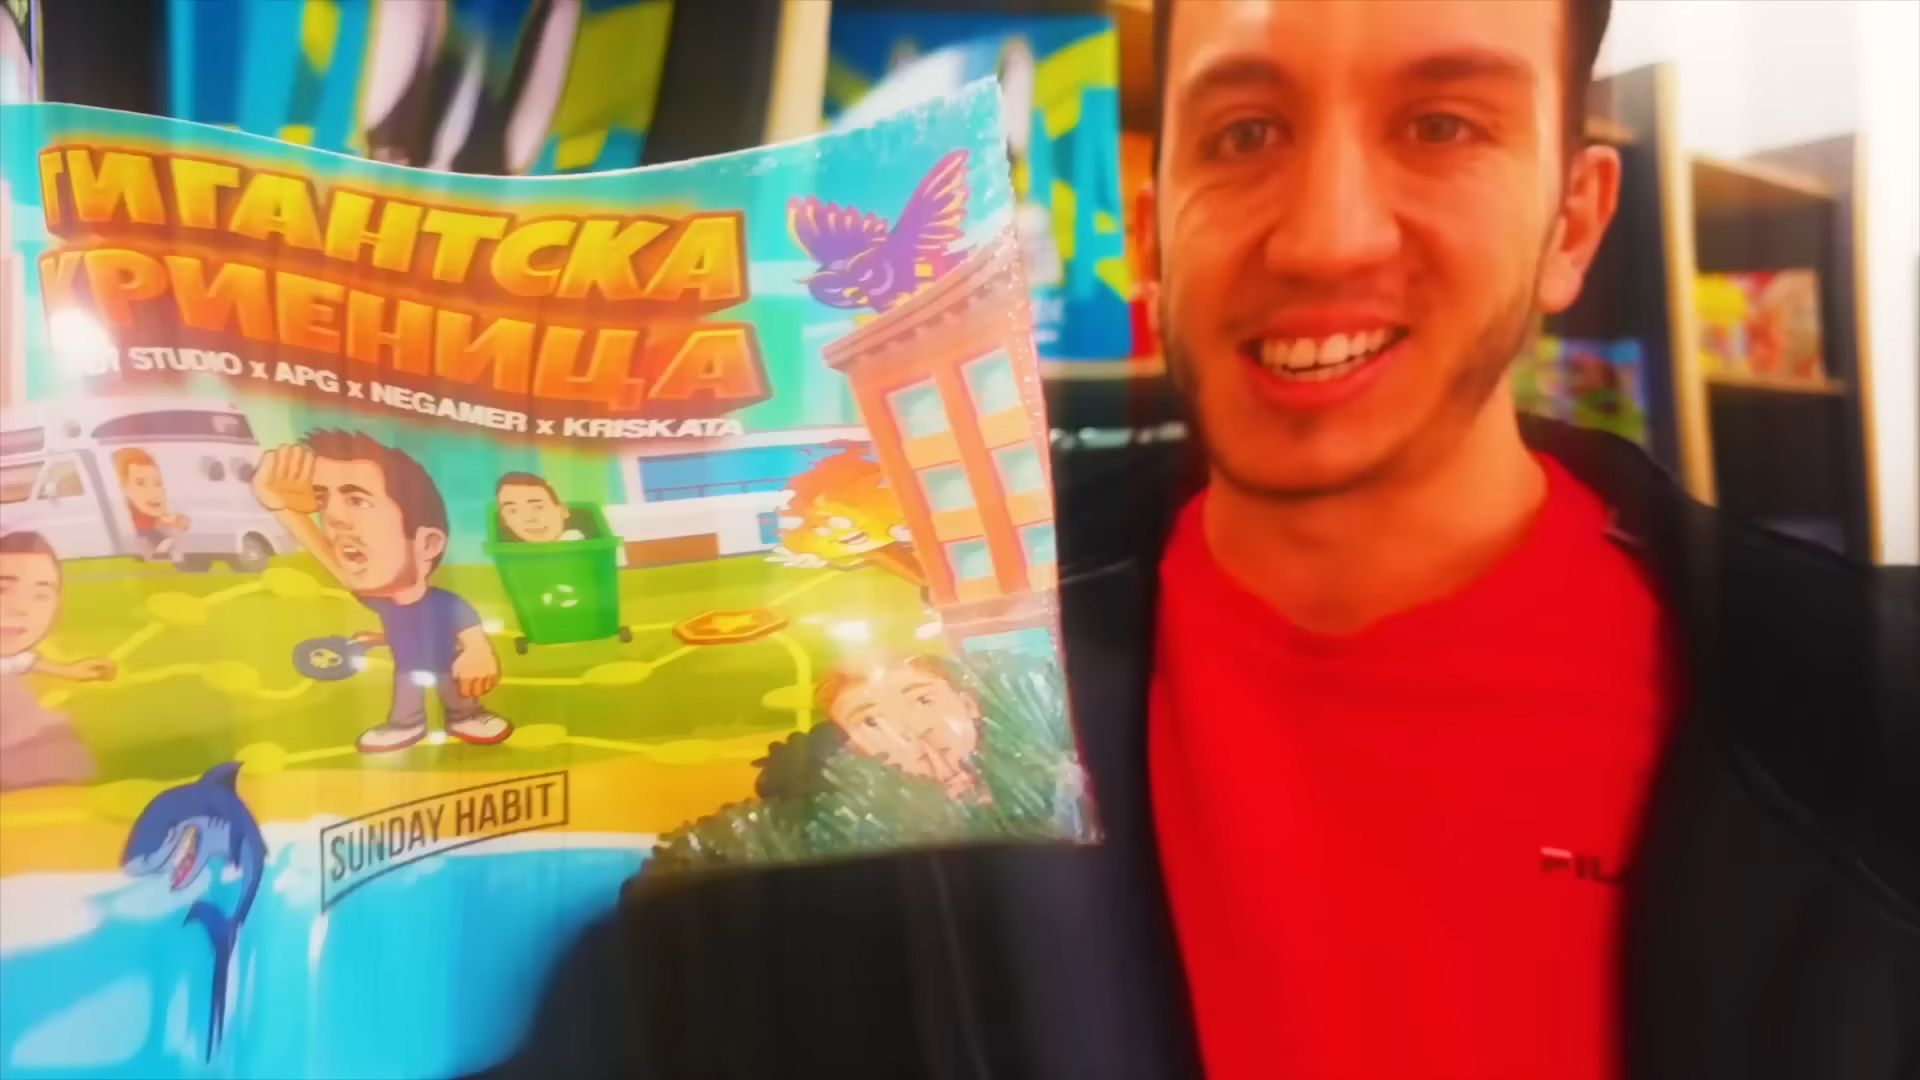 ГИГАНТСКА
КРИЕНИЦА
STUDIO x APG x NEGAMER x KRISKATA
SUNDAY HABIT